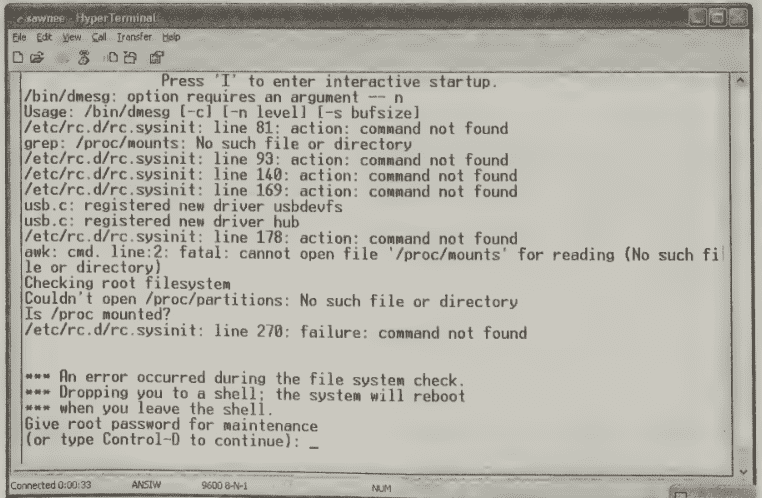 sawnee - HyperTerminal
File Edit View Call Transfer Help
Press 'I' to enter interactive startup.
/bin/dmesg: option requires an argument -- n
Usage: /bin/dmesg [-c] [-n level] [-s bufsize]
/etc/rc.d/rc.sysinit: line 81: action: command not found
grep: /proc/mounts: No such file or directory
/etc/rc.d/rc.sysinit: line 93: action: command not found
/etc/rc.d/rc.sysinit: line 140: action: command not found
/etc/rc.d/rc.sysinit: line 169: action: command not found
usb.c: registered new driver usbdevfs
usb.c: registered new driver hub
/etc/rc.d/rc.sysinit: line 178: action: command not found
awk: cmd. line:2: fatal: cannot open file '/proc/mounts' for reading (No such fi
le or directory)
Checking root filesystem
Couldn't open /proc/partitions: No such file or directory
Is /proc mounted?
/etc/rc.d/rc.sysinit: line 270: failure: command not found
*** An error occurred during the file system check.
*** Dropping you to a shell; the system will reboot
*** when you leave the shell.
Give root password for maintenance
(or type Control-D to continue): _
Connected 0:00:33 ANSIW 9600 8-N-1 NUM